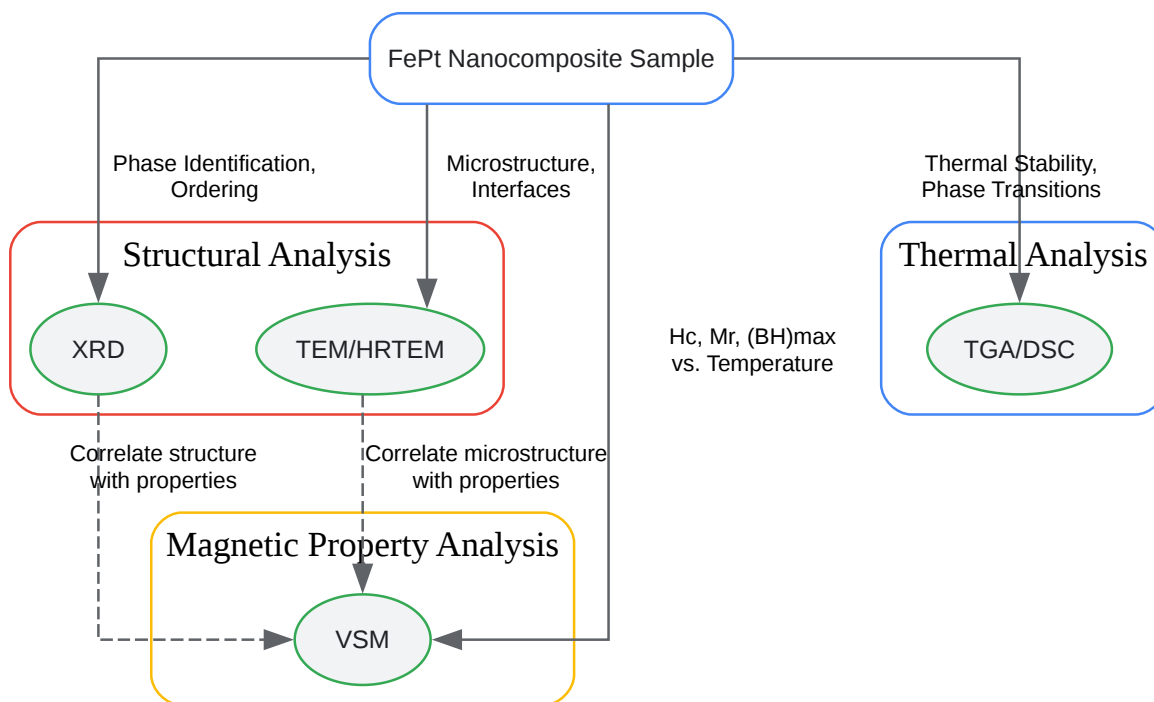 FePt Nanocomposite Sample
Phase Identification,
Ordering
Microstructure,
Interfaces
Thermal Stability,
Phase Transitions
Structural Analysis
Thermal Analysis
XRD
TEM/HRTEM
Hc, Mr, (BH)max
vs. Temperature
TGA/DSC
Correlate structure
with properties
Correlate microstructure
with properties
Magnetic Property Analysis
VSM